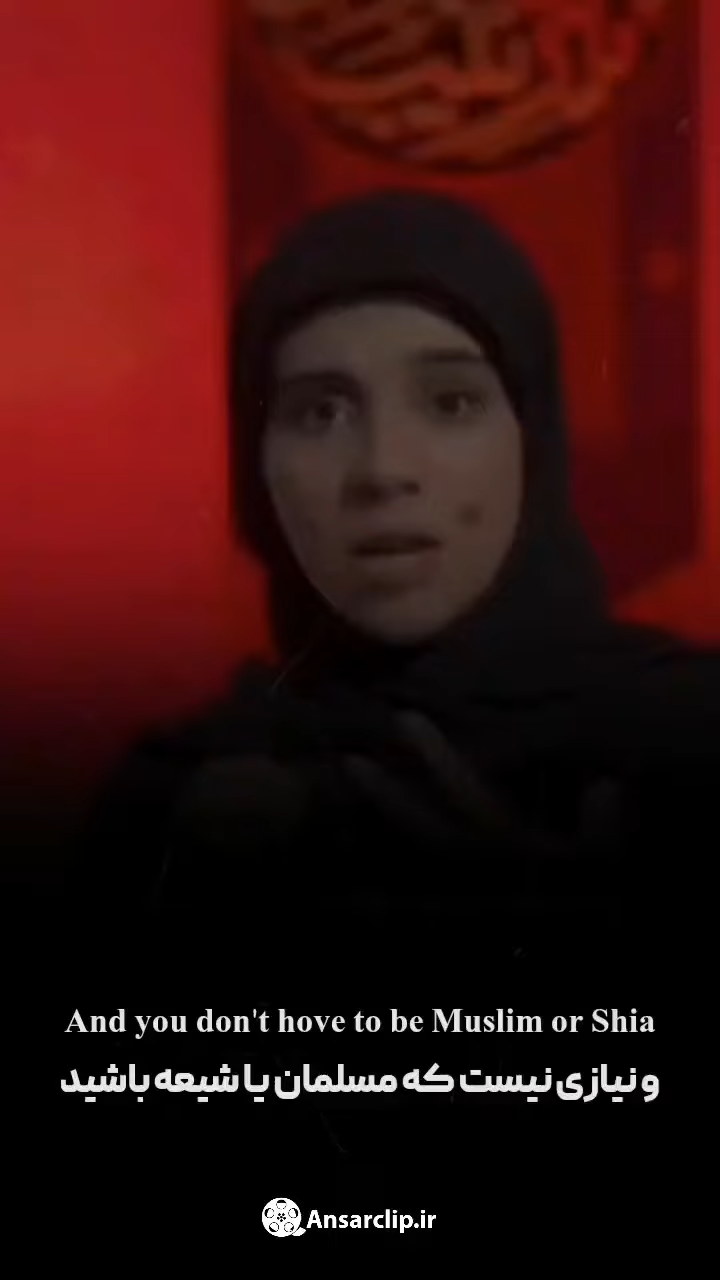 And you don't hove to be Muslim or Shia
و نیازی نیست که مسلمان یا شیعه باشید
Ansarclip.ir